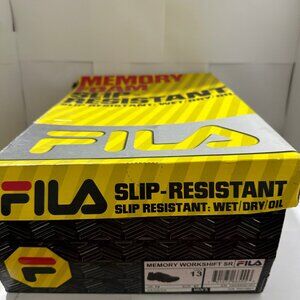 MEMORY
FOAM
SLIP-
RESISTANT
SLIP RESISTANT: WET/DRY/OIL
FILA
FILA SLIP-RESISTANT
SLIP RESISTANT: WET/DRY/OIL
MEMORY WORKSHIFT SR FILA
13